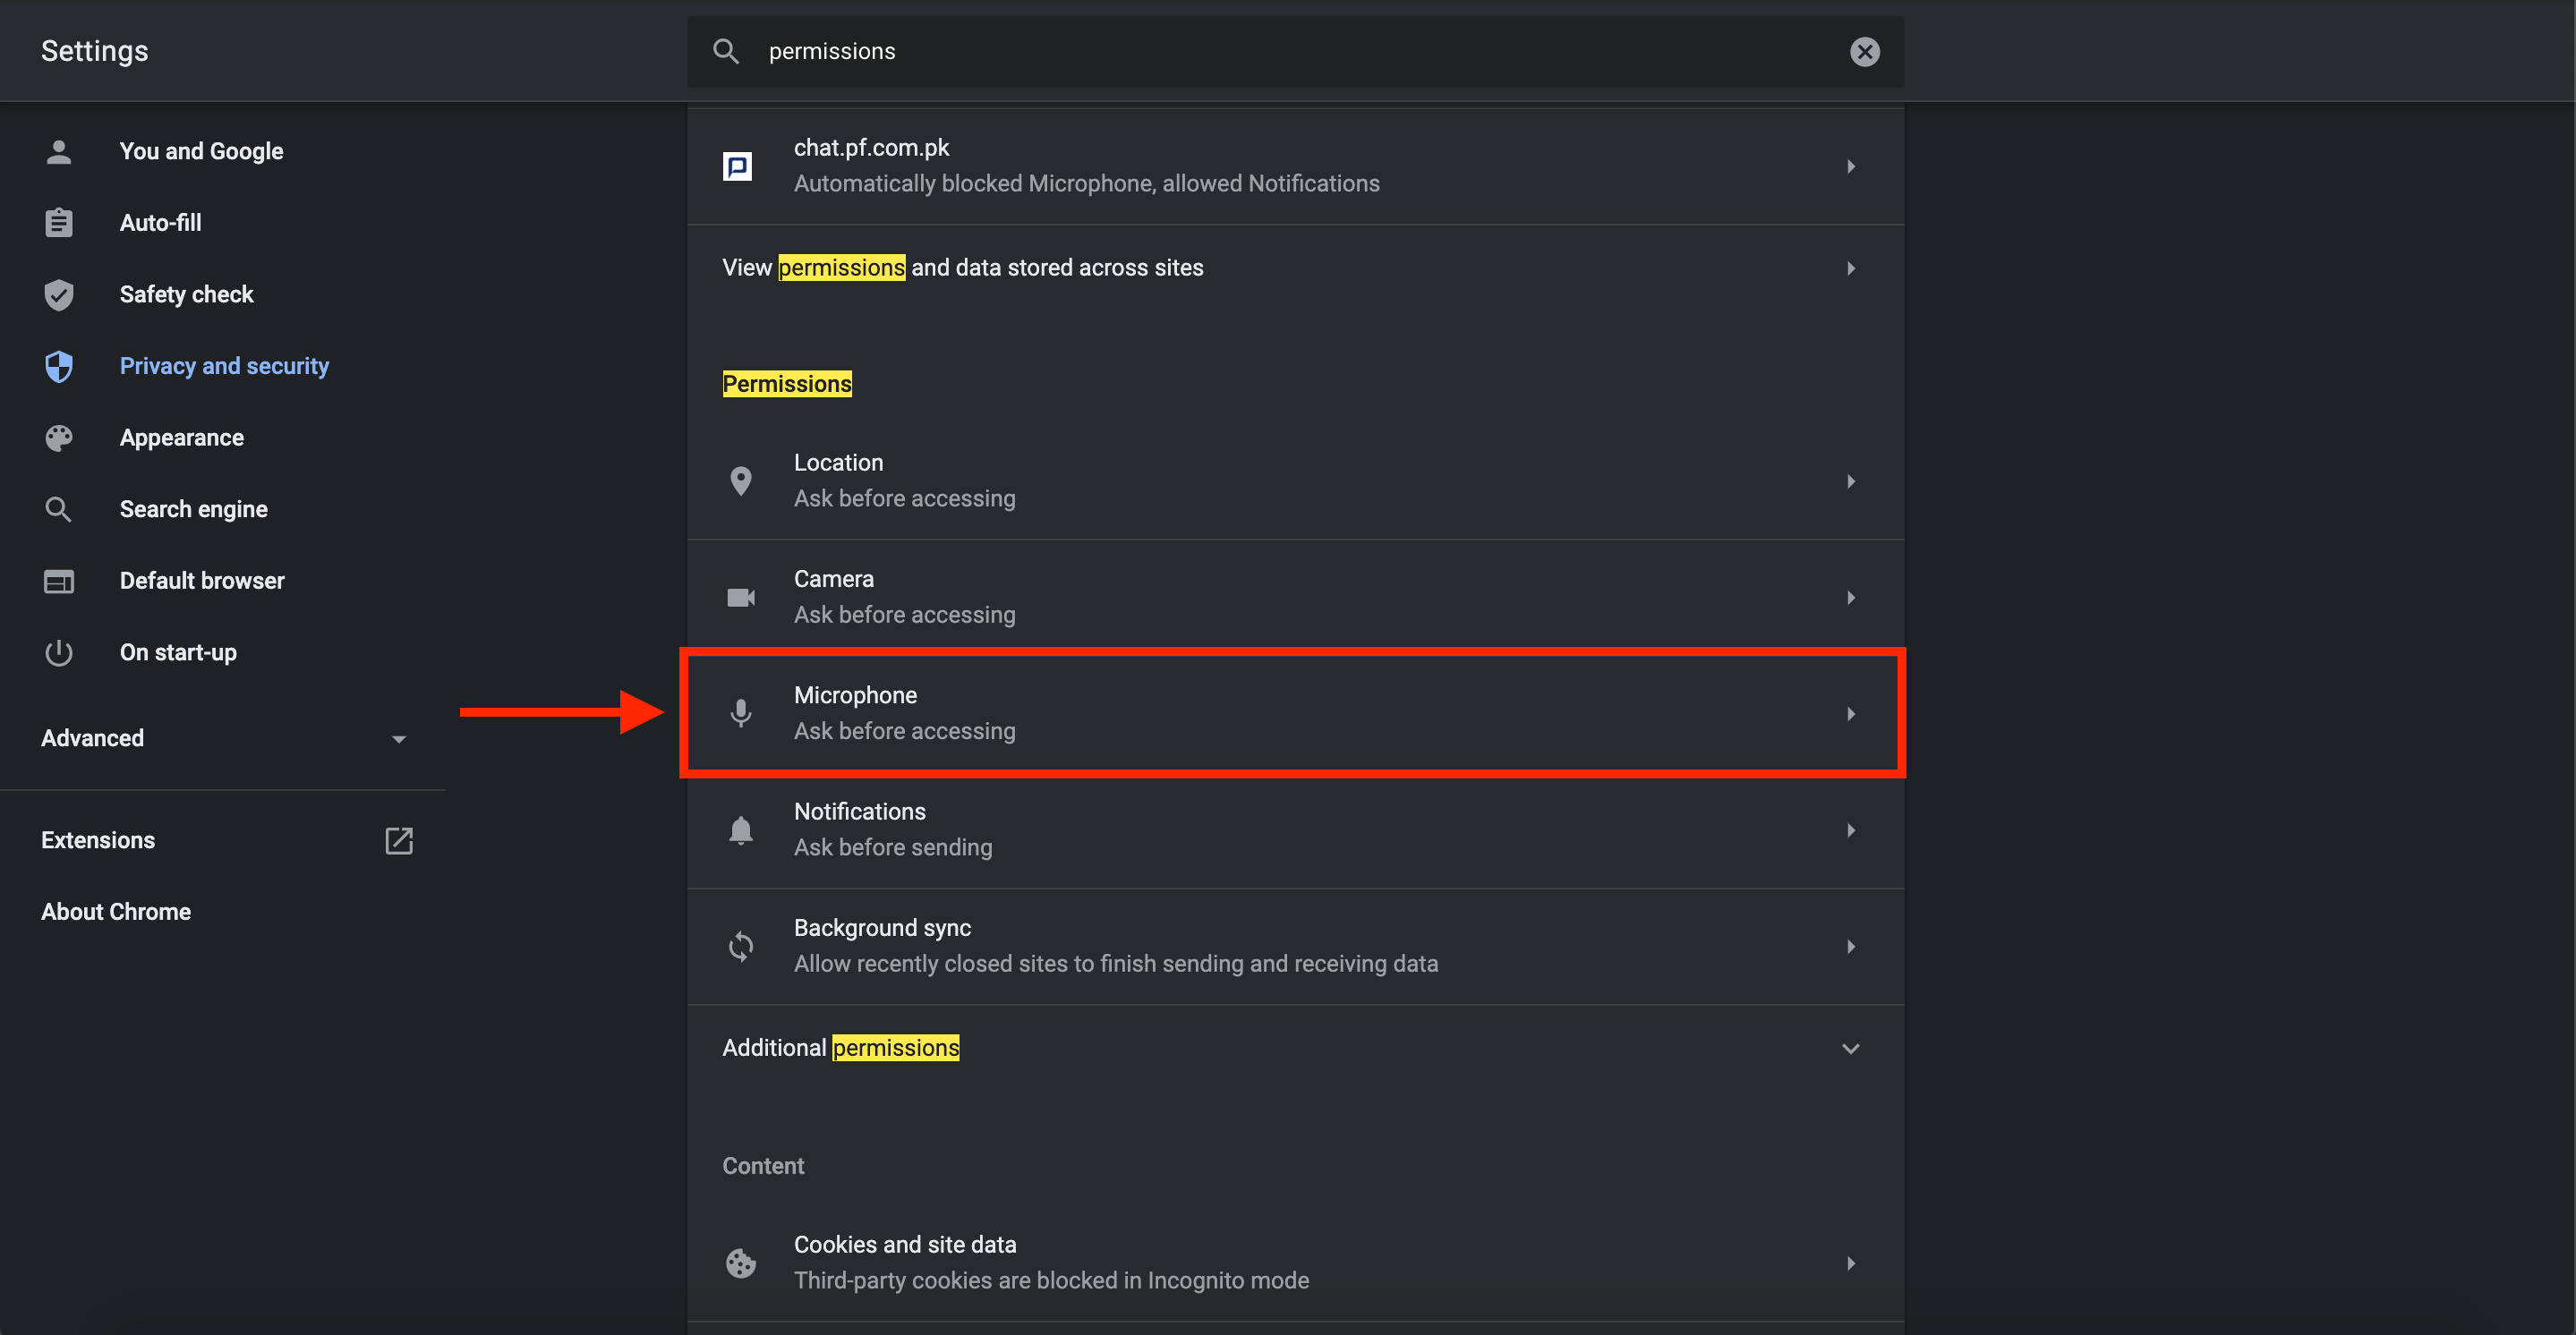 Settings
permissions
You and Google
Auto-fill
Safety check
Privacy and security
Appearance
Search engine
Default browser
On start-up
Advanced
Extensions
About Chrome
chat.pf.com.pk
Automatically blocked Microphone, allowed Notifications
View permissions and data stored across sites
Permissions
Location
Ask before accessing
Camera
Ask before accessing
Microphone
Ask before accessing
Notifications
Ask before sending
Background sync
Allow recently closed sites to finish sending and receiving data
Additional permissions
Content
Cookies and site data
Third-party cookies are blocked in Incognito mode